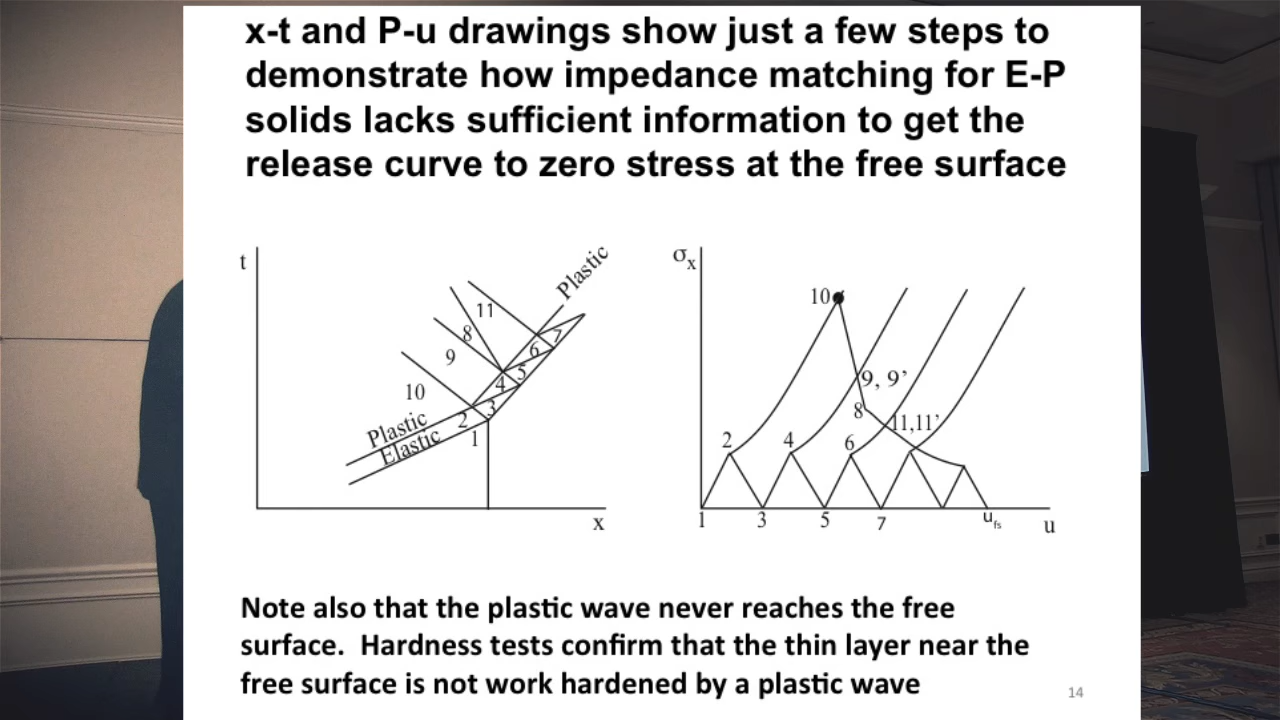 x-t and P-u drawings show just a few steps to
demonstrate how impedance matching for E-P
solids lacks sufficient information to get the
release curve to zero stress at the free surface
t
Plastic
11
8
9
10
7
6
5
4
3
2
1
Plastic
Elastic
x
σx
10
9, 9’
8
11,11’
2
4
6
1
3
5
7
ufs
u
Note also that the plastic wave never reaches the free
surface. Hardness tests confirm that the thin layer near the
free surface is not work hardened by a plastic wave
14